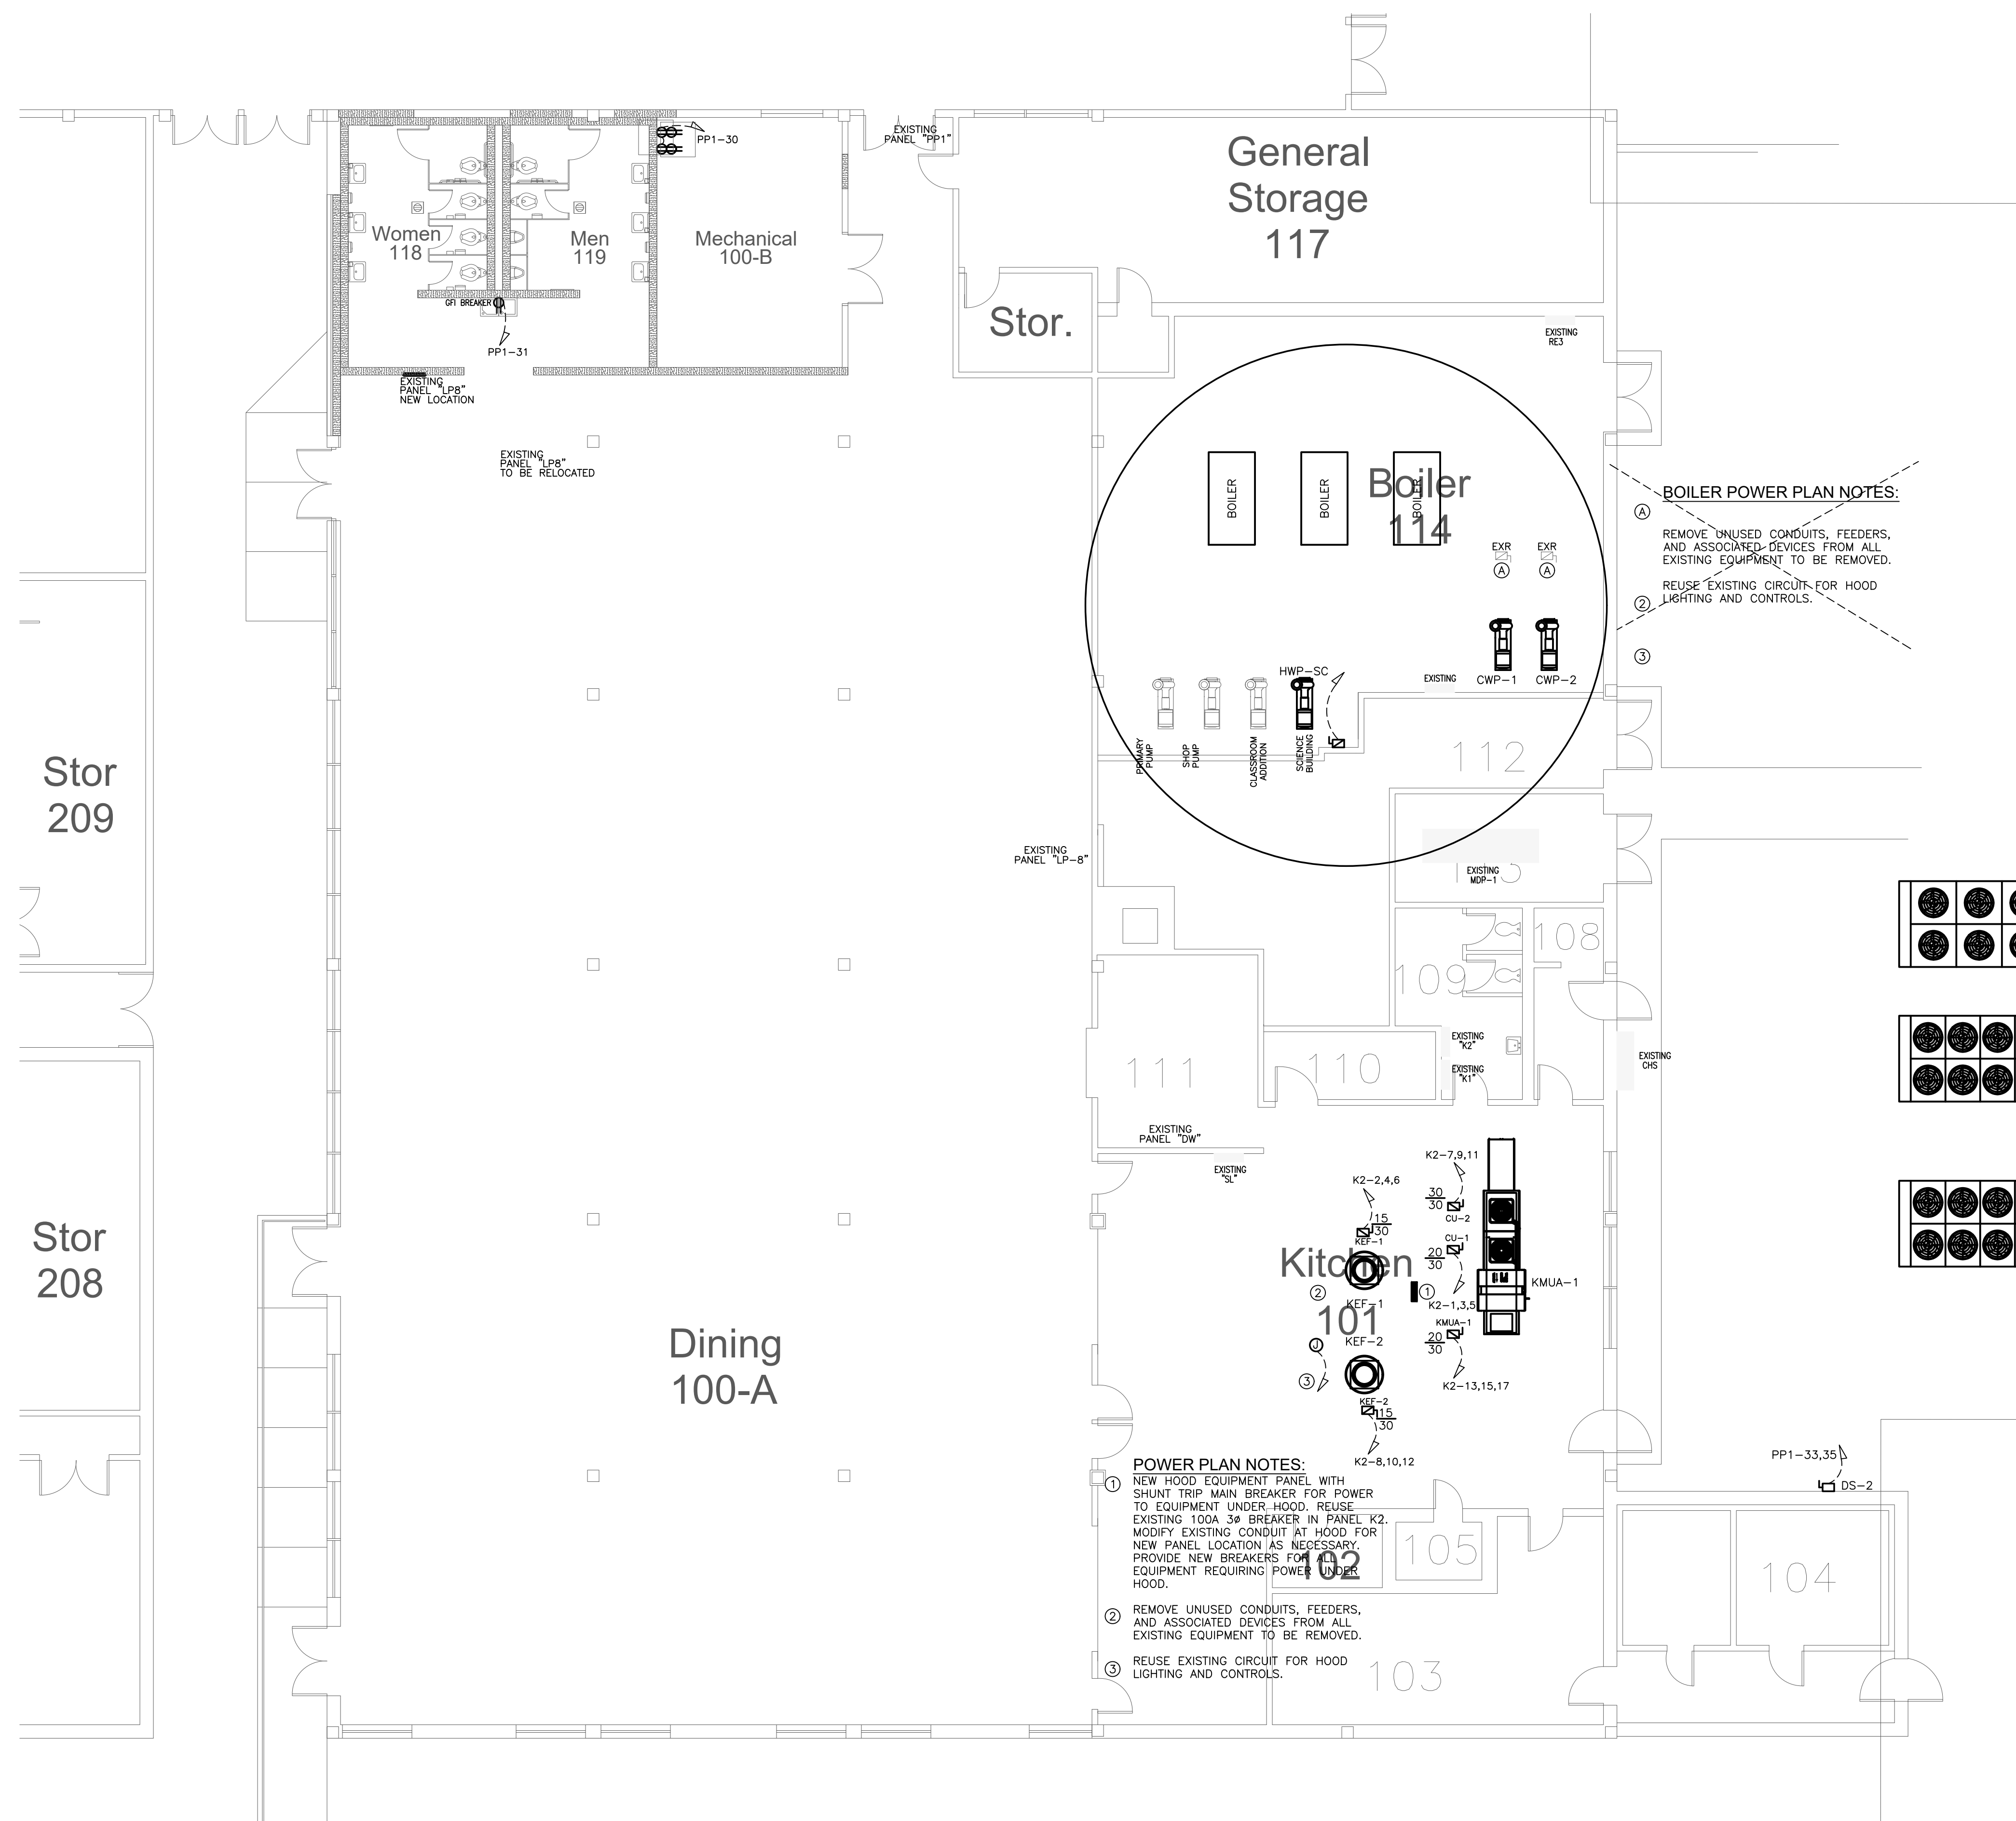 EXISTING
PANEL "PP1"
PP1-30
General
Storage
117
Women
118
Men
119
Mechanical
100-B
GFI BREAKER
PP1-31
Stor.
EXISTING
RE3
EXISTING
PANEL "LP8"
NEW LOCATION
EXISTING
PANEL "LP8"
TO BE RELOCATED
BOILER
BOILER
BOILER
Boiler
114
EXR
EXR
A
A
BOILER POWER PLAN NOTES:
A
REMOVE UNUSED CONDUITS, FEEDERS,
AND ASSOCIATED DEVICES FROM ALL
EXISTING EQUIPMENT TO BE REMOVED.
2
REUSE EXISTING CIRCUIT FOR HOOD
LIGHTING AND CONTROLS.
3
HWP-SC
EXISTING
CWP-1
CWP-2
PRIMARY
PUMP
SHOP
PUMP
CLASSROOM
ADDITION
SCIENCE
BUILDING
112
Stor
209
EXISTING
PANEL "LP-8"
EXISTING
MDP-1
108
109
EXISTING
"K2"
EXISTING
"K1"
EXISTING
CHS
111
110
EXISTING
PANEL "DW"
EXISTING
"SL"
K2-7,9,11
K2-2,4,6
30
30
CU-2
15
30
KEF-1
CU-1
20
30
Stor
208
Kitchen
101
KMUA-1
2
1
KEF-1
K2-1,3,5
KMUA-1
20
30
KEF-2
J
3
K2-13,15,17
KEF-2
15
30
K2-8,10,12
Dining
100-A
PP1-33,35
DS-2
POWER PLAN NOTES:
1
NEW HOOD EQUIPMENT PANEL WITH
SHUNT TRIP MAIN BREAKER FOR POWER
TO EQUIPMENT UNDER HOOD. REUSE
EXISTING 100A 3ø BREAKER IN PANEL K2.
MODIFY EXISTING CONDUIT AT HOOD FOR
NEW PANEL LOCATION AS NECESSARY.
PROVIDE NEW BREAKERS FOR ALL
EQUIPMENT REQUIRING POWER UNDER
HOOD.
2
REMOVE UNUSED CONDUITS, FEEDERS,
AND ASSOCIATED DEVICES FROM ALL
EXISTING EQUIPMENT TO BE REMOVED.
3
REUSE EXISTING CIRCUIT FOR HOOD
LIGHTING AND CONTROLS.
102
105
104
103